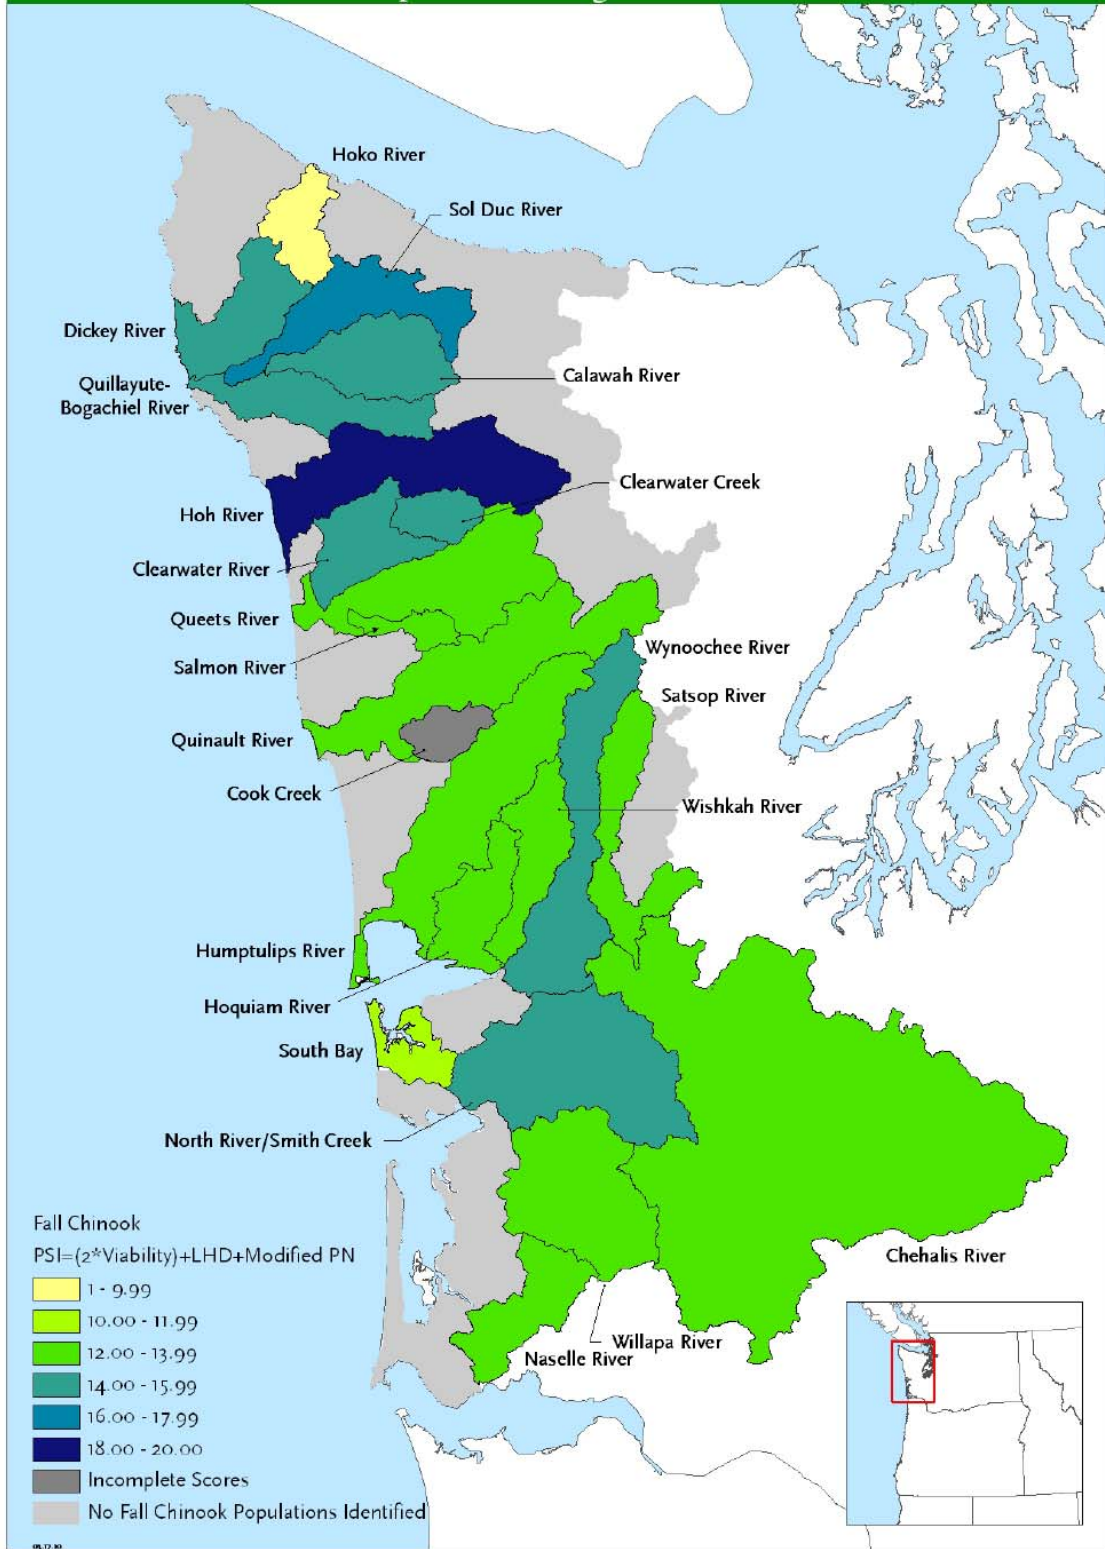 Hoko River
Sol Duc River
Dickey River
Calawah River
Quillayute-
Bogachiel River
Clearwater Creek
Hoh River
Clearwater River
Queets River
Wynoochee River
Salmon River
Satsop River
Quinault River
Cook Creek
Wishkah River
Humptulips River
Hoquiam River
South Bay
North River/Smith Creek
Chehalis River
Willapa River
Naselle River
Fall Chinook
PSI=(2*Viability)+LHD+Modified PN
1 - 9.99
10.00 - 11.99
12.00 - 13.99
14.00 - 15.99
16.00 - 17.99
18.00 - 20.00
Incomplete Scores
No Fall Chinook Populations Identified